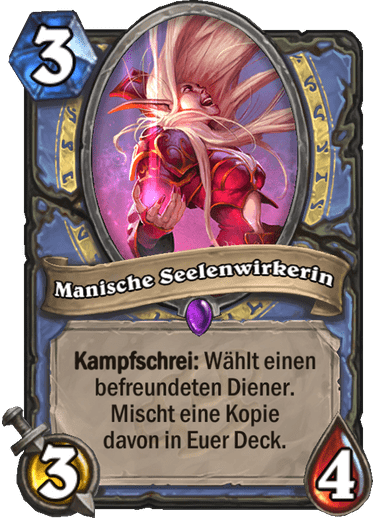 3
Manische Seelenwirkerin
Kampfschrei: Wählt einen
befreundeten Diener.
Mischt eine Kopie
davon in Euer Deck.
3
4